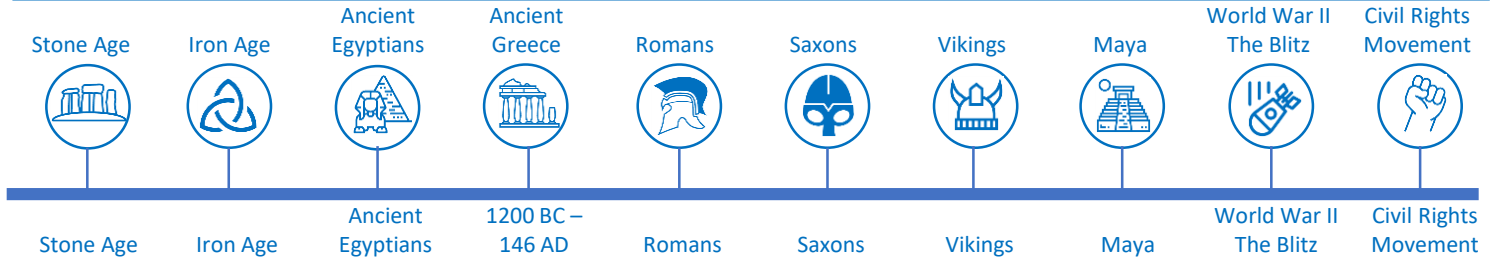 Stone Age
Iron Age
Ancient
Egyptians
Ancient
Greece
Romans
Saxons
Vikings
Maya
World War II
The Blitz
Civil Rights
Movement
Stone Age
Iron Age
Ancient
Egyptians
1200 BC –
146 AD
Romans
Saxons
Vikings
Maya
World War II
The Blitz
Civil Rights
Movement